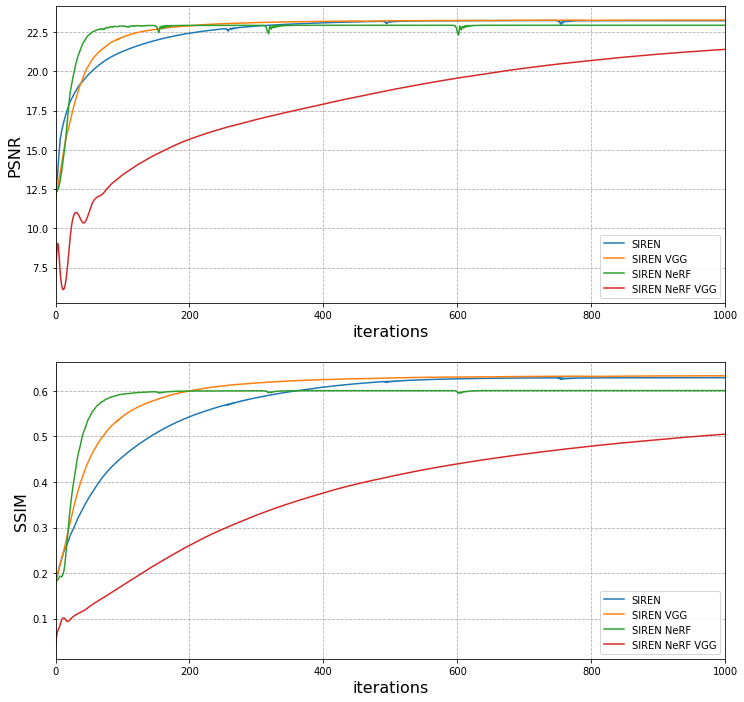 22.5
20.0
17.5
15.0
12.5
10.0
7.5
PSNR
SIREN
SIREN VGG
SIREN NeRF
SIREN NeRF VGG
0 200 400 600 800 1000
iterations
0.6
0.5
0.4
0.3
0.2
0.1
SSIM
SIREN
SIREN VGG
SIREN NeRF
SIREN NeRF VGG
0 200 400 600 800 1000
iterations